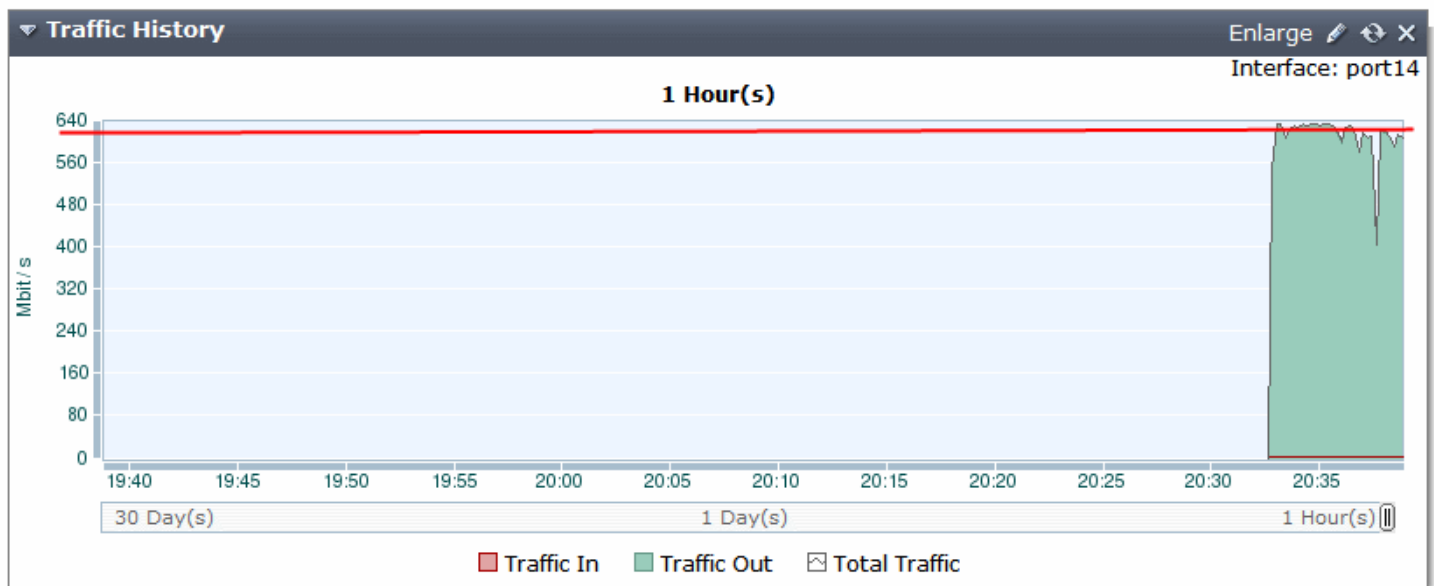 Traffic History Enlarge
Interface: port14
1 Hour(s)
640
560
480
400
320
240
160
80
0
Mbit / s
19:40 19:45 19:50 19:55 20:00 20:05 20:10 20:15 20:20 20:25 20:30 20:35
30 Day(s) 1 Day(s) 1 Hour(s)
Traffic In Traffic Out Total Traffic